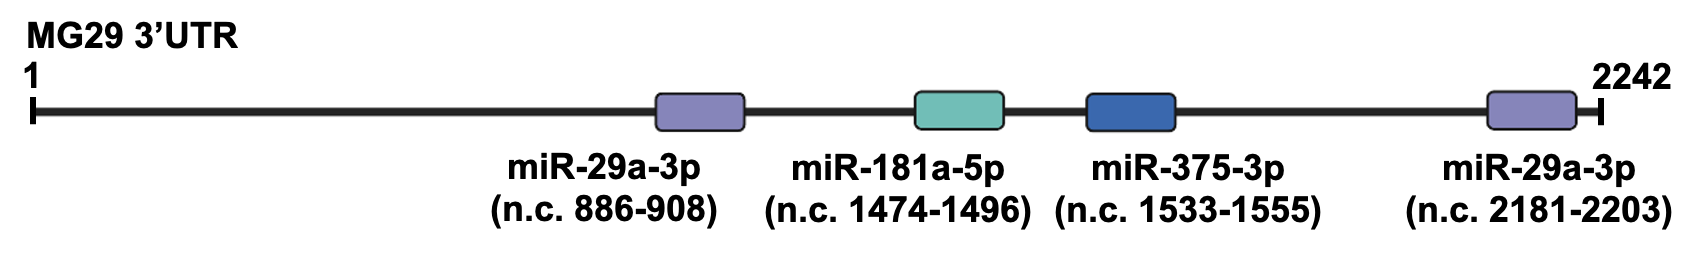 MG29 3’UTR
1
2242
miR-29a-3p
(n.c. 886-908)
miR-181a-5p
(n.c. 1474-1496)
miR-375-3p
(n.c. 1533-1555)
miR-29a-3p
(n.c. 2181-2203)